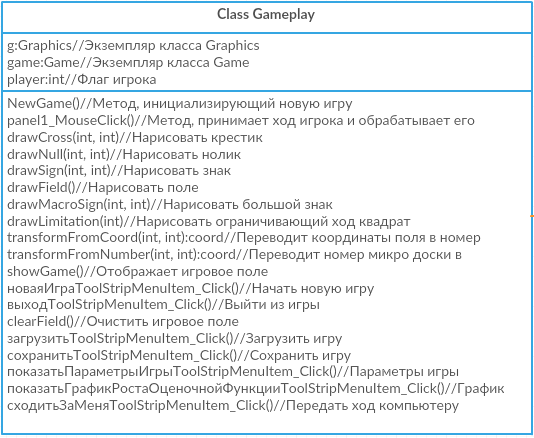 Class Gameplay
g:Graphics//Экземпляр класса Graphics
game:Game//Экземпляр класса Game
player:int//Флаг игрока
NewGame()//Метод, инициализирующий новую игру
panel1_MouseClick()//Метод, принимает ход игрока и обрабатывает его
drawCross(int, int)//Нарисовать крестик
drawNull(int, int)//Нарисовать нолик
drawSign(int, int)//Нарисовать знак
drawField()//Нарисовать поле
drawMacroSign(int, int)//Нарисовать большой знак
drawLimitation(int)//Нарисовать ограничивающий ход квадрат
transformFromCoord(int, int):coord//Переводит координаты поля в номер
transformFromNumber(int, int):coord//Переводит номер микро доски в
showGame()//Отображает игровое поле
новаяИграToolStripMenuItem_Click()//Начать новую игру
выходToolStripMenuItem_Click()//Выйти из игры
clearField()//Очистить игровое поле
загрузитьToolStripMenuItem_Click()//Загрузить игру
сохранитьToolStripMenuItem_Click()//Сохранить игру
показатьПараметрыИгрыToolStripMenuItem_Click()//Параметры игры
показатьГрафикРостаОценочнойФункцииToolStripMenuItem_Click()//График
сходитьЗаМеняToolStripMenuItem_Click()//Передать ход компьютеру